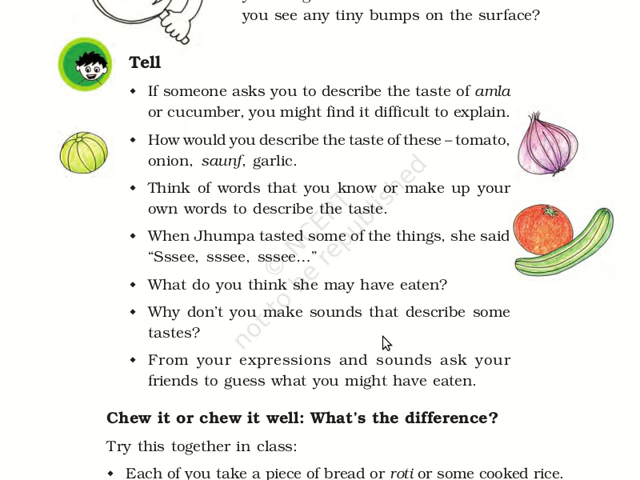 you see any tiny bumps on the surface?
Tell
◆ If someone asks you to describe the taste of amla
or cucumber, you might find it difficult to explain.
◆ How would you describe the taste of these – tomato,
onion, saunf, garlic.
◆ Think of words that you know or make up your
own words to describe the taste.
◆ When Jhumpa tasted some of the things, she said
“Sssee, sssee, sssee...”
◆ What do you think she may have eaten?
◆ Why don’t you make sounds that describe some
tastes?
◆ From your expressions and sounds ask your
friends to guess what you might have eaten.
Chew it or chew it well: What’s the difference?
Try this together in class:
◆ Each of you take a piece of bread or roti or some cooked rice.
© NCERT
not to be republished